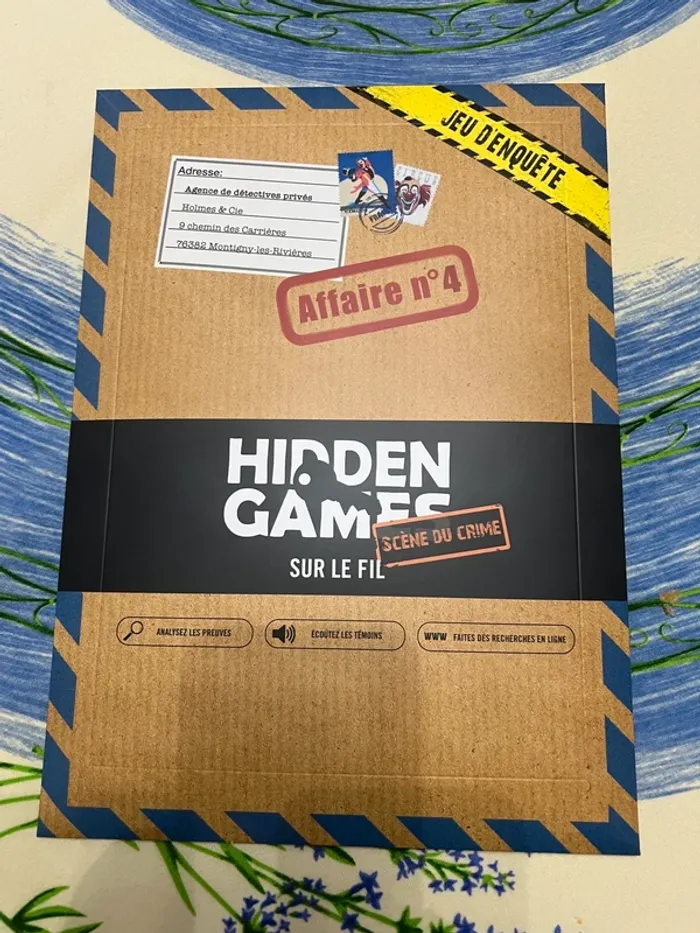 JEU D'ENQUÊTE
Adresse:
Agence de détectives privés
Holmes & Cie
9 chemin des Carrières
76382 Montigny-les-Rivières
Affaire n°4
HIDDEN
GAMES
SCÈNE DU CRIME
SUR LE FIL
ANALYSEZ LES PREUVES
ÉCOUTEZ LES TÉMOINS
WWW FAITES DES RECHERCHES EN LIGNE